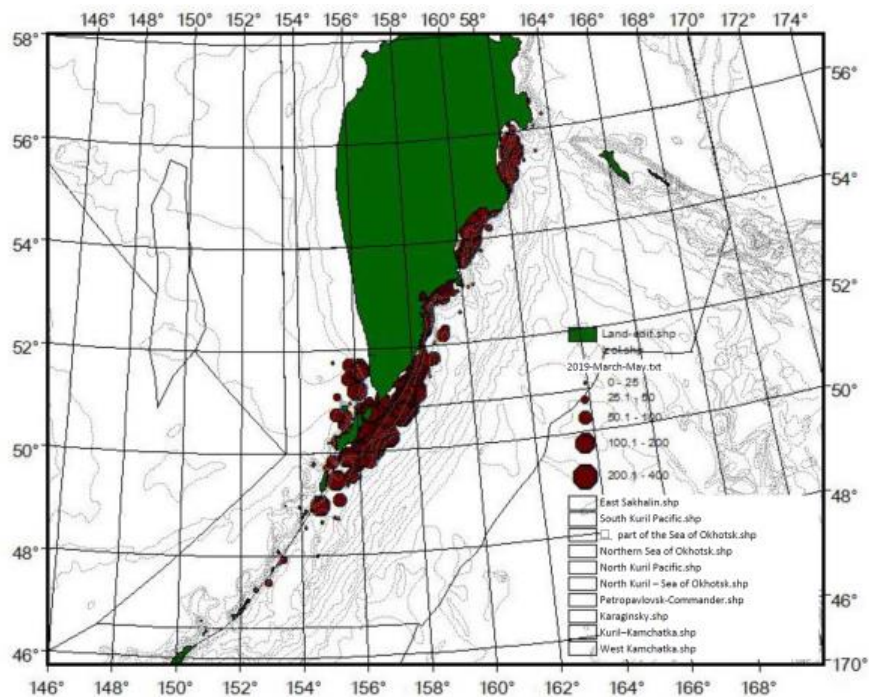 146° 148° 150° 152° 154° 156° 158° 160° 58° 164° 166° 168° 170° 172° 174°
58°
56°
56°
54°
54°
52°
52°
50°
50°
48°
48°
46°
46°
170°
Land-edit.shp
2019-March-May.txt
0 - 25
25.1 - 50
50.1 - 100
100.1 - 200
200.1 - 400
East Sakhalin.shp
South Kuril Pacific.shp
part of the Sea of Okhotsk.shp
Northern Sea of Okhotsk.shp
North Kuril Pacific.shp
North Kuril – Sea of Okhotsk.shp
Petropavlovsk-Commander.shp
Karaginsky.shp
Kuril–Kamchatka.shp
West Kamchatka.shp
146° 148° 150° 152° 154° 156° 158° 160° 162° 164° 166° 168°